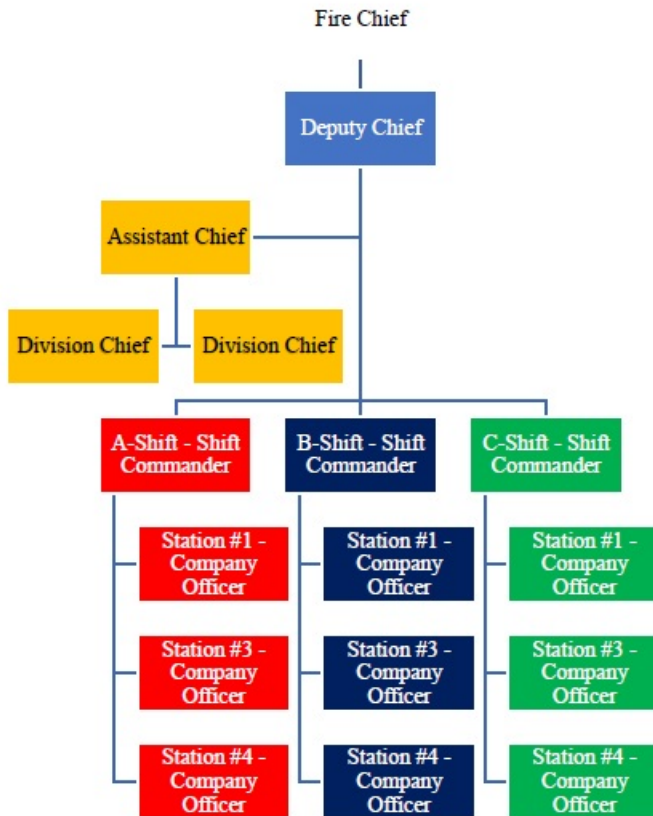 Fire Chief
Deputy Chief
Assistant Chief
Division Chief
Division Chief
A-Shift - Shift
Commander
B-Shift - Shift
Commander
C-Shift - Shift
Commander
Station #1 -
Company
Officer
Station #3 -
Company
Officer
Station #4 -
Company
Officer
Station #1 -
Company
Officer
Station #3 -
Company
Officer
Station #4 -
Company
Officer
Station #1 -
Company
Officer
Station #3 -
Company
Officer
Station #4 -
Company
Officer